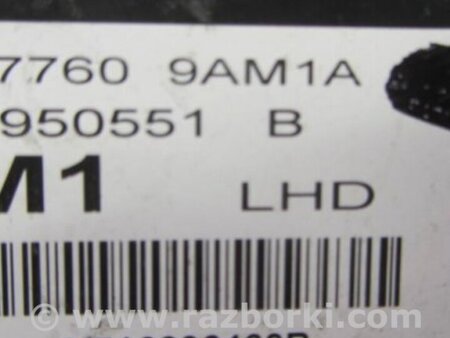 7760 9AM1A
950551 B
M1 LHD
© www.razborki.com